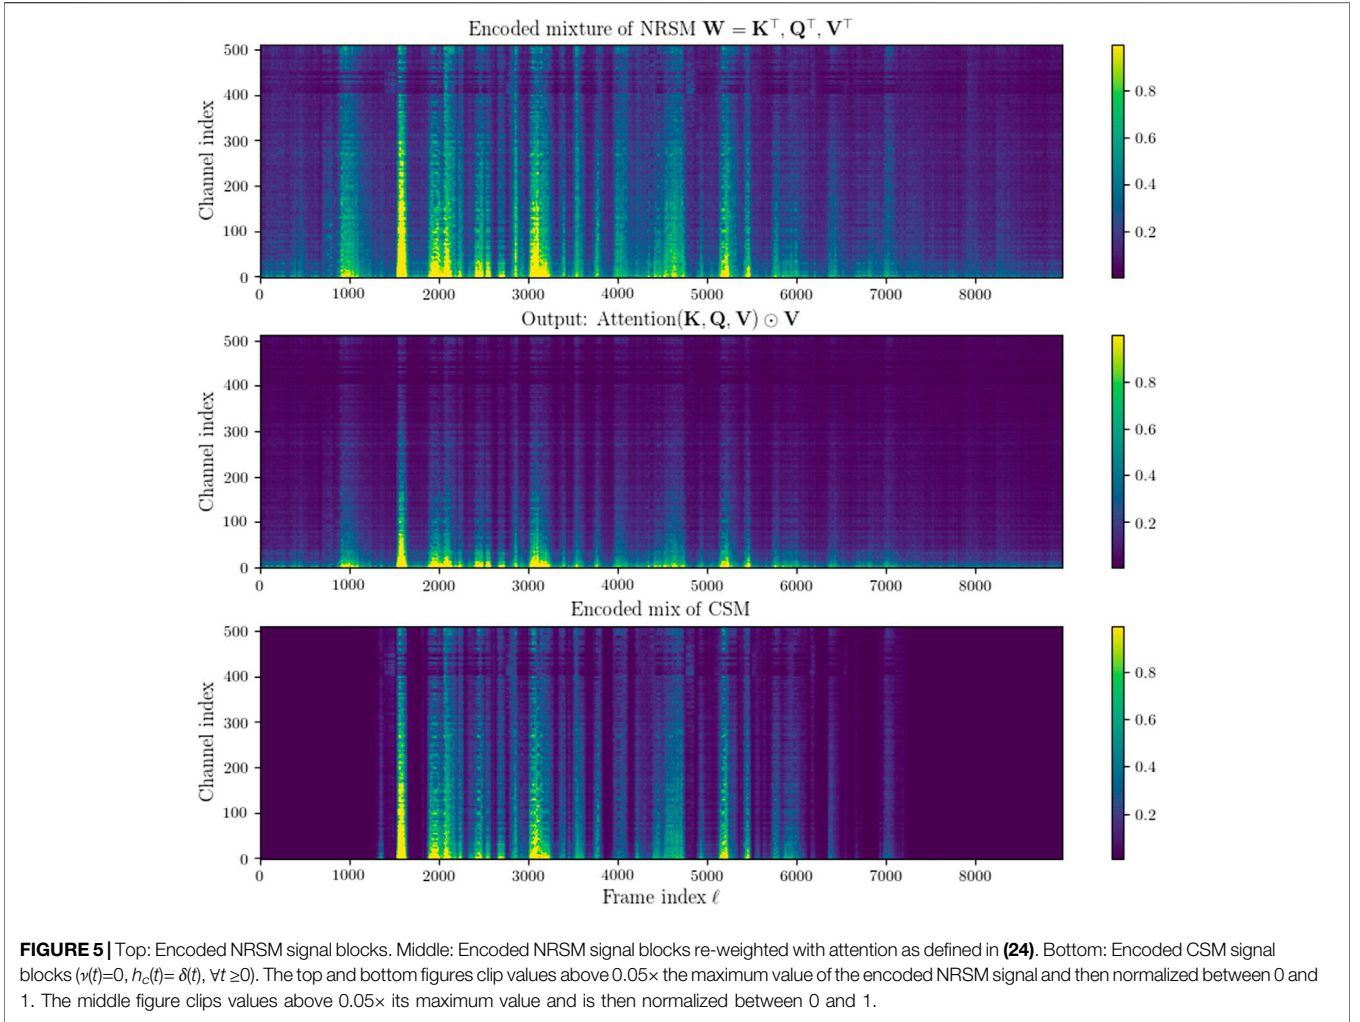 Encoded mixture of NRSM W = K⊤, Q⊤, V⊤
500
400
300
200
100
0
Channel index
0 1000 2000 3000 4000 5000 6000 7000 8000
0.8
0.6
0.4
0.2
Output: Attention(K, Q, V) ⊙ V
500
400
300
200
100
0
Channel index
0 1000 2000 3000 4000 5000 6000 7000 8000
0.8
0.6
0.4
0.2
Encoded mix of CSM
500
400
300
200
100
0
Channel index
0 1000 2000 3000 4000 5000 6000 7000 8000
Frame index ℓ
0.8
0.6
0.4
0.2
FIGURE 5 | Top: Encoded NRSM signal blocks. Middle: Encoded NRSM signal blocks re-weighted with attention as defined in (24). Bottom: Encoded CSM signal
blocks (ν(t)=0, hc(t)= δ(t), ∀t ≥0). The top and bottom figures clip values above 0.05× the maximum value of the encoded NRSM signal and then normalized between 0 and
1. The middle figure clips values above 0.05× its maximum value and is then normalized between 0 and 1.